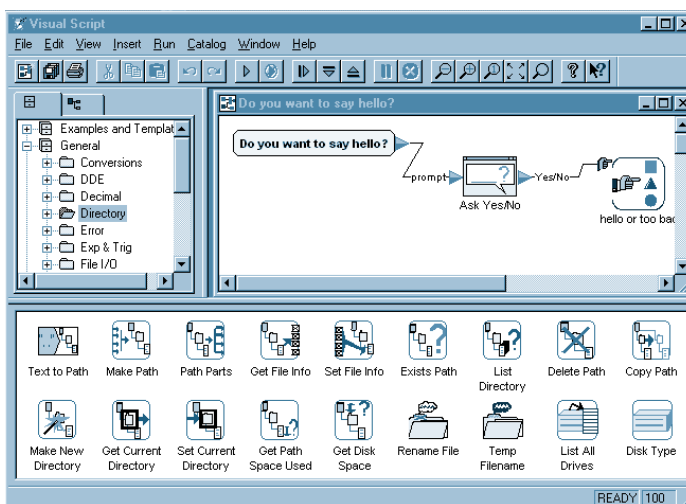 Visual Script
File Edit View Insert Run Catalog Window Help
Do you want to say hello?
Examples and Templat
General
Conversions
DDE
Decimal
Directory
Error
Exp & Trig
File I/O
Do you want to say hello?
prompt
Ask Yes/No
Yes/No
hello or too bad
Text to Path
Make Path
Path Parts
Get File Info
Set File Info
Exists Path
List
Directory
Delete Path
Copy Path
Make New
Directory
Get Current
Directory
Set Current
Directory
Get Path
Space Used
Get Disk
Space
Rename File
Temp
Filename
List All
Drives
Disk Type
READY 100